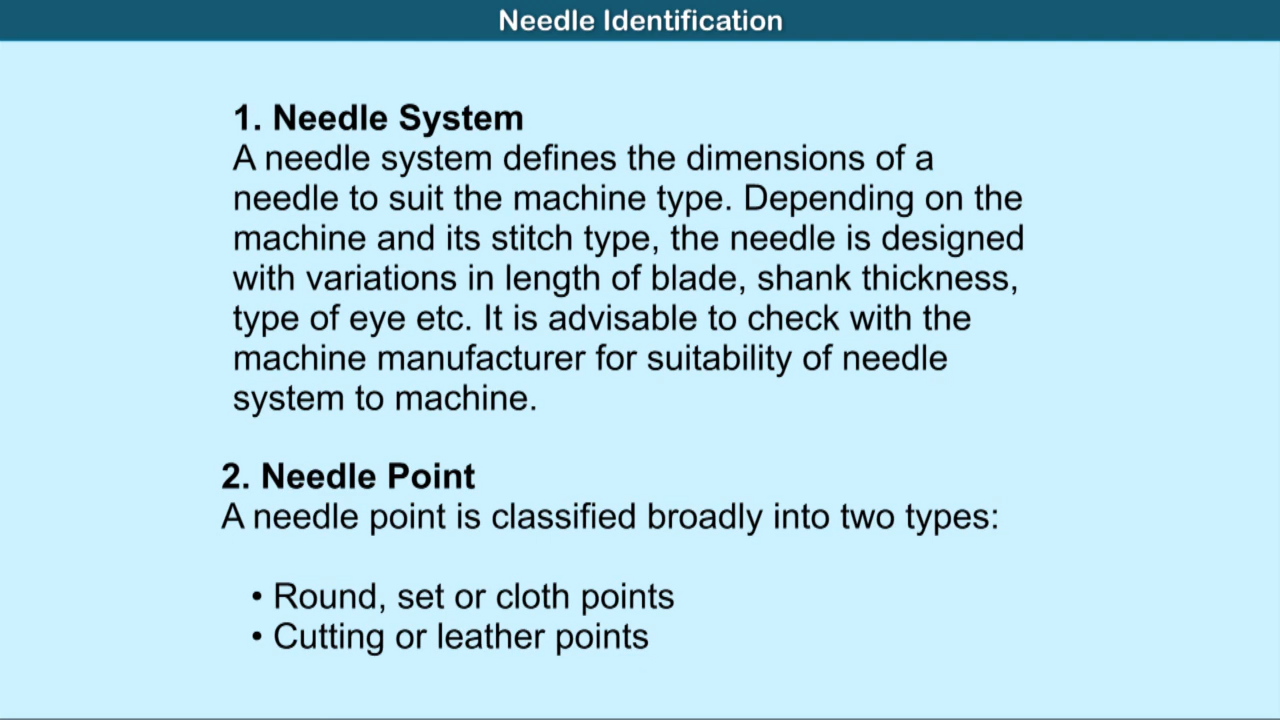 Needle Identification
1. Needle System
A needle system defines the dimensions of a
needle to suit the machine type. Depending on the
machine and its stitch type, the needle is designed
with variations in length of blade, shank thickness,
type of eye etc. It is advisable to check with the
machine manufacturer for suitability of needle
system to machine.
2. Needle Point
A needle point is classified broadly into two types:
• Round, set or cloth points
• Cutting or leather points